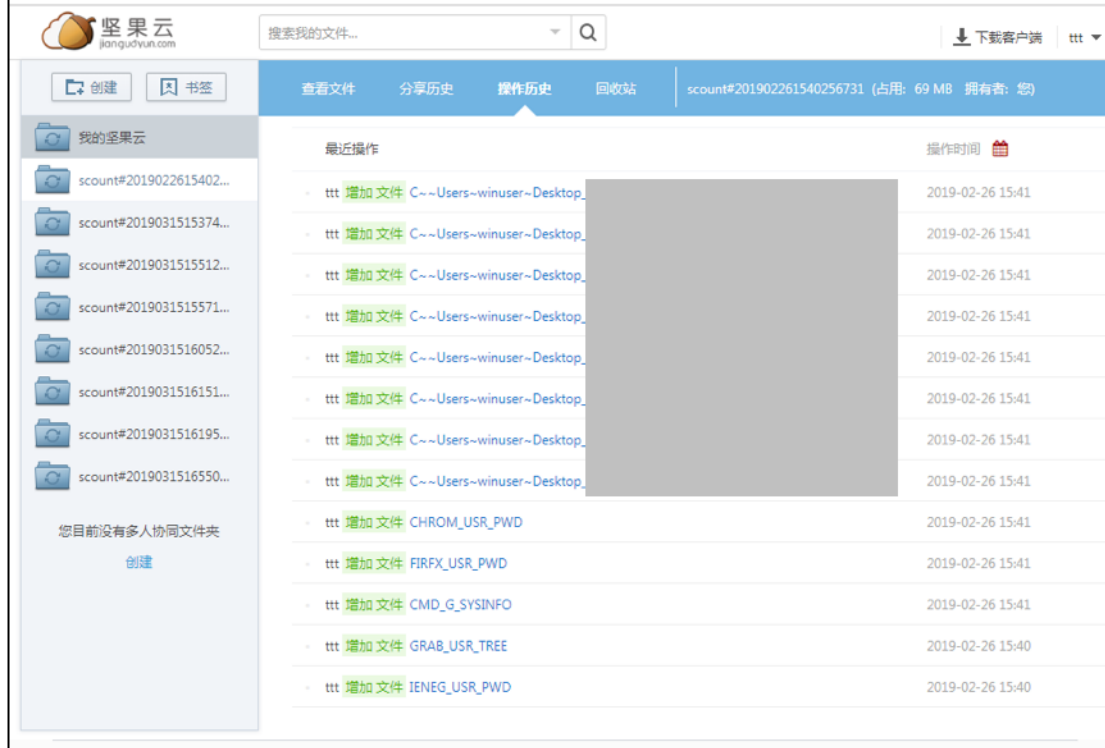 坚果云
jianguoyun.com
搜索我的文件...
下载客户端 ttt
创建 书签
查看文件 分享历史 操作历史 回收站 scount#201902261540256731 (占用: 69 MB 拥有者: 您)
我的坚果云
scount#2019022615402...
scount#2019031515374...
scount#2019031515512...
scount#2019031515571...
scount#2019031516052...
scount#2019031516151...
scount#2019031516195...
scount#2019031516550...
您目前没有多人协同文件夹
创建
最近操作 操作时间
ttt 增加 文件 C~~Users~winuser~Desktop_ 2019-02-26 15:41
ttt 增加 文件 C~~Users~winuser~Desktop_ 2019-02-26 15:41
ttt 增加 文件 C~~Users~winuser~Desktop_ 2019-02-26 15:41
ttt 增加 文件 C~~Users~winuser~Desktop_ 2019-02-26 15:41
ttt 增加 文件 C~~Users~winuser~Desktop_ 2019-02-26 15:41
ttt 增加 文件 C~~Users~winuser~Desktop_ 2019-02-26 15:41
ttt 增加 文件 C~~Users~winuser~Desktop_ 2019-02-26 15:41
ttt 增加 文件 C~~Users~winuser~Desktop_ 2019-02-26 15:41
ttt 增加 文件 CHROM_USR_PWD 2019-02-26 15:41
ttt 增加 文件 FIRFX_USR_PWD 2019-02-26 15:41
ttt 增加 文件 CMD_G_SYSINFO 2019-02-26 15:41
ttt 增加 文件 GRAB_USR_TREE 2019-02-26 15:40
ttt 增加 文件 IENEG_USR_PWD 2019-02-26 15:40